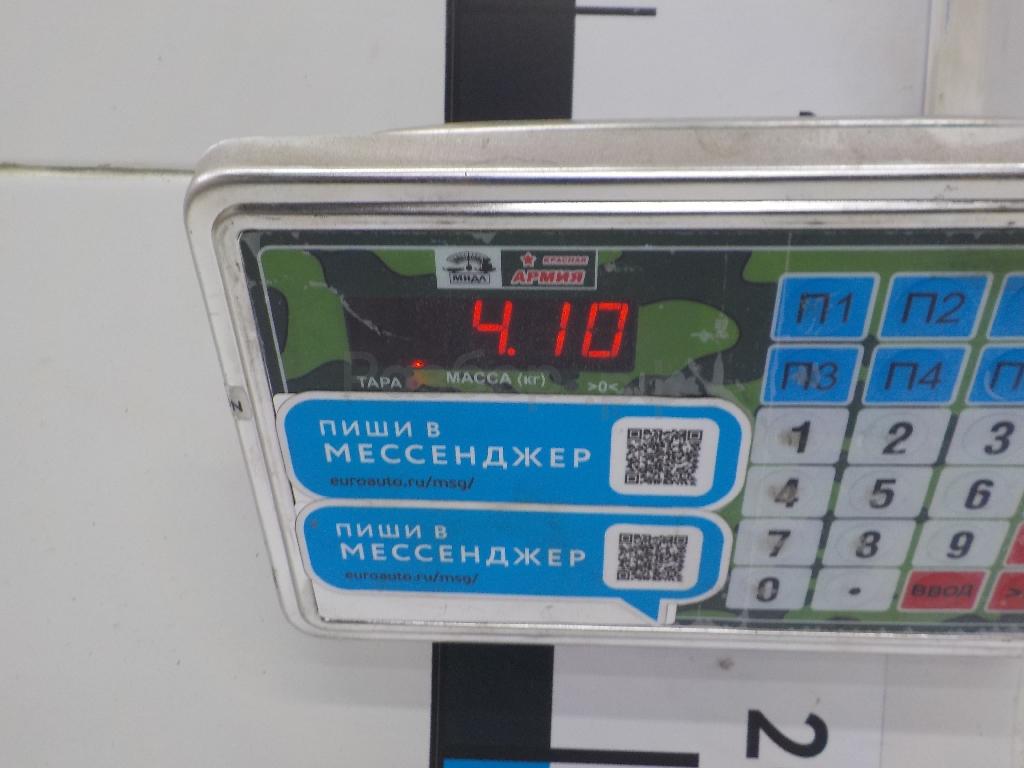 МИДЛ
КРАСНАЯ
АРМИЯ
4.10
ТАРА
МАССА (кг)
>0<
ПИШИ В
МЕССЕНДЖЕР
euroauto.ru/msg/
ПИШИ В
МЕССЕНДЖЕР
euroauto.ru/msg/
П1 П2
П3 П4
1 2 3
4 5 6
7 8 9
0 . ВВОД >
2